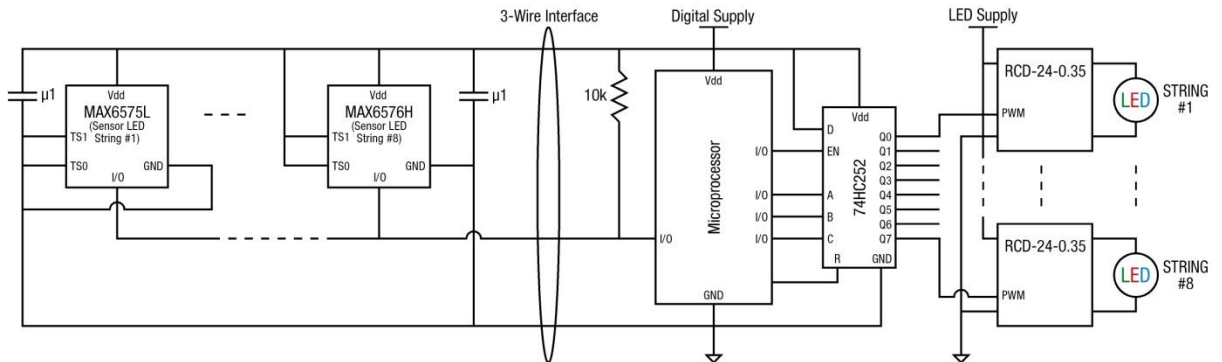 3-Wire Interface
Digital Supply
LED Supply
µ1
Vdd
MAX6575L
(Sensor LED
String #1)
TS1
TS0
GND
I/O
Vdd
MAX6576H
(Sensor LED
String #8)
TS1
TS0
GND
I/O
µ1
10k
Vdd
Microprocessor
I/O
I/O
I/O
I/O
I/O
GND
Vdd
74HC252
D
EN
A
B
C
R
Q0
Q1
Q2
Q3
Q4
Q5
Q6
Q7
GND
RCD-24-0.35
PWM
LED
STRING
#1
RCD-24-0.35
PWM
LED
STRING
#8